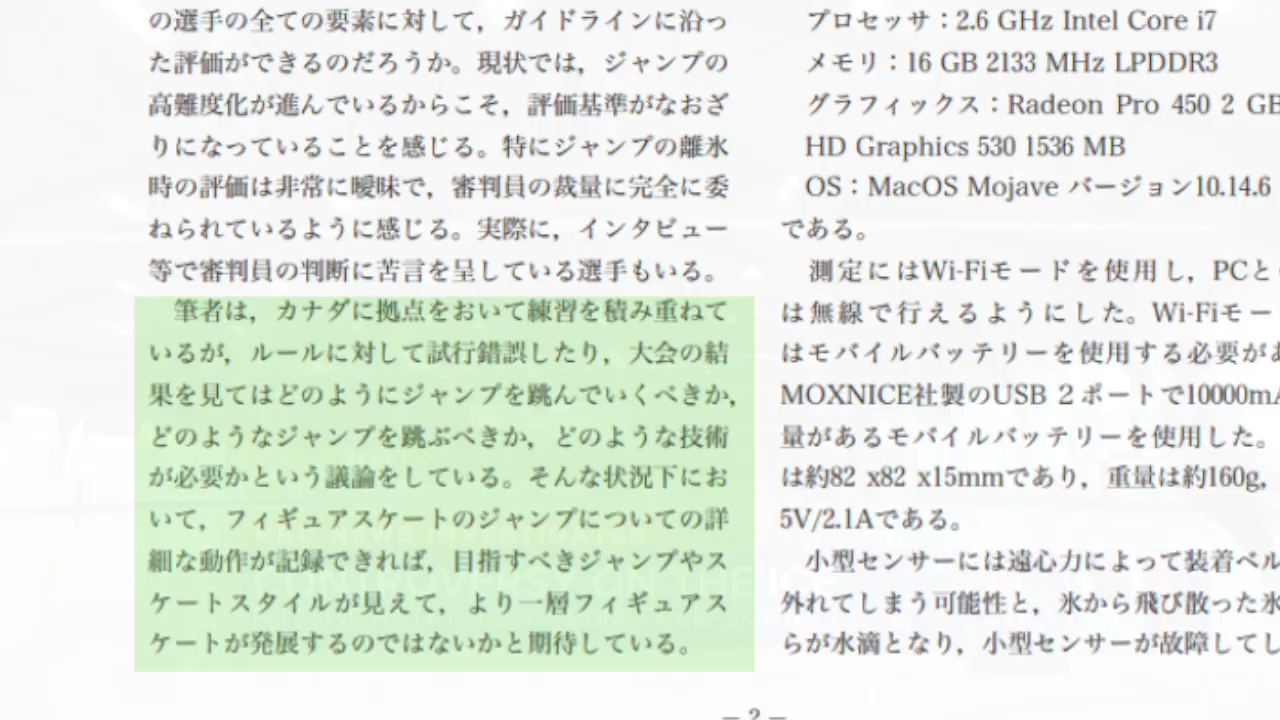 の選手の全ての要素に対して，ガイドラインに沿っ
た評価ができるのだろうか。現状では，ジャンプの
高難度化が進んでいるからこそ，評価基準がなおざ
りになっていることを感じる。特にジャンプの離氷
時の評価は非常に曖昧で，審判員の裁量に完全に委
ねられているように感じる。実際に，インタビュー
等で審判員の判断に苦言を呈している選手もいる。
筆者は，カナダに拠点をおいて練習を積み重ねて
いるが，ルールに対して試行錯誤したり，大会の結
果を見てはどのようにジャンプを跳んでいくべきか，
どのようなジャンプを跳ぶべきか，どのような技術
が必要かという議論をしている。そんな状況下にお
いて，フィギュアスケートのジャンプについての詳
細な動作が記録できれば，目指すべきジャンプやス
ケートスタイルが見えて，より一層フィギュアス
ケートが発展するのではないかと期待している。
プロセッサ：2.6 GHz Intel Core i7
メモリ：16 GB 2133 MHz LPDDR3
グラフィックス：Radeon Pro 450 2 GB
HD Graphics 530 1536 MB
OS：MacOS Mojave バージョン10.14.6
である。
測定にはWi-Fiモードを使用し，PCと
は無線で行えるようにした。Wi-Fiモー
はモバイルバッテリーを使用する必要があ
MOXNICE社製のUSB 2ポートで10000mA
量があるモバイルバッテリーを使用した。
は約82 x82 x15mmであり，重量は約160g，
5V/2.1Aである。
小型センサーには遠心力によって装着ベル
外れてしまう可能性と，氷から飛び散った氷
らが水滴となり，小型センサーが故障してし
CONTROVERSY ON THE ICE
— 2 —